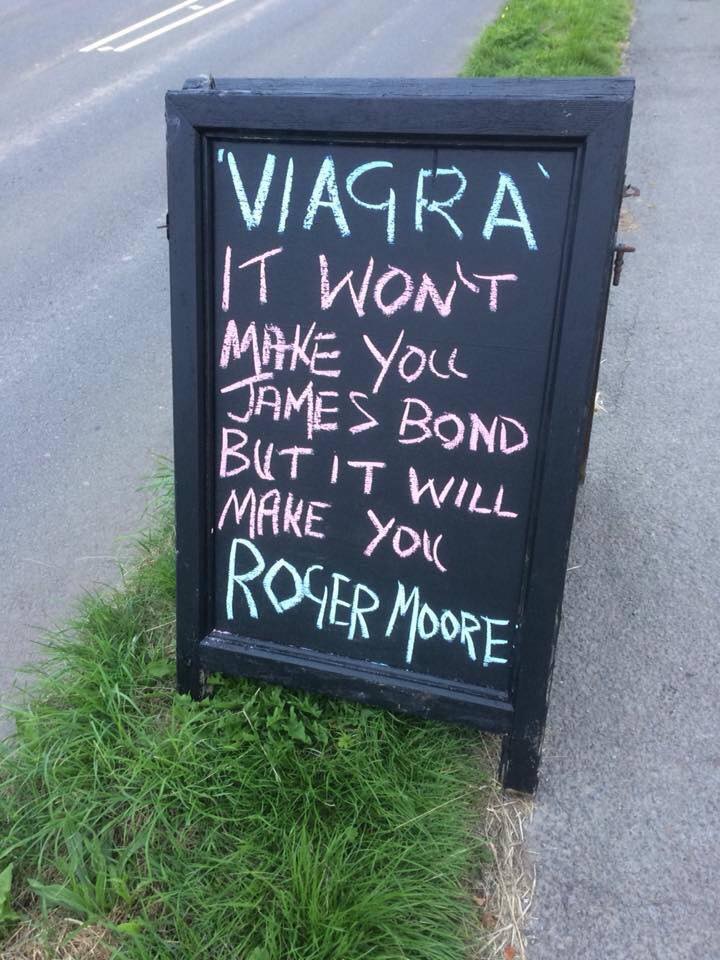 'VIAGRA'
IT WON'T
MAKE YOU
JAMES BOND
BUT IT WILL
MAKE YOU
ROGER MOORE